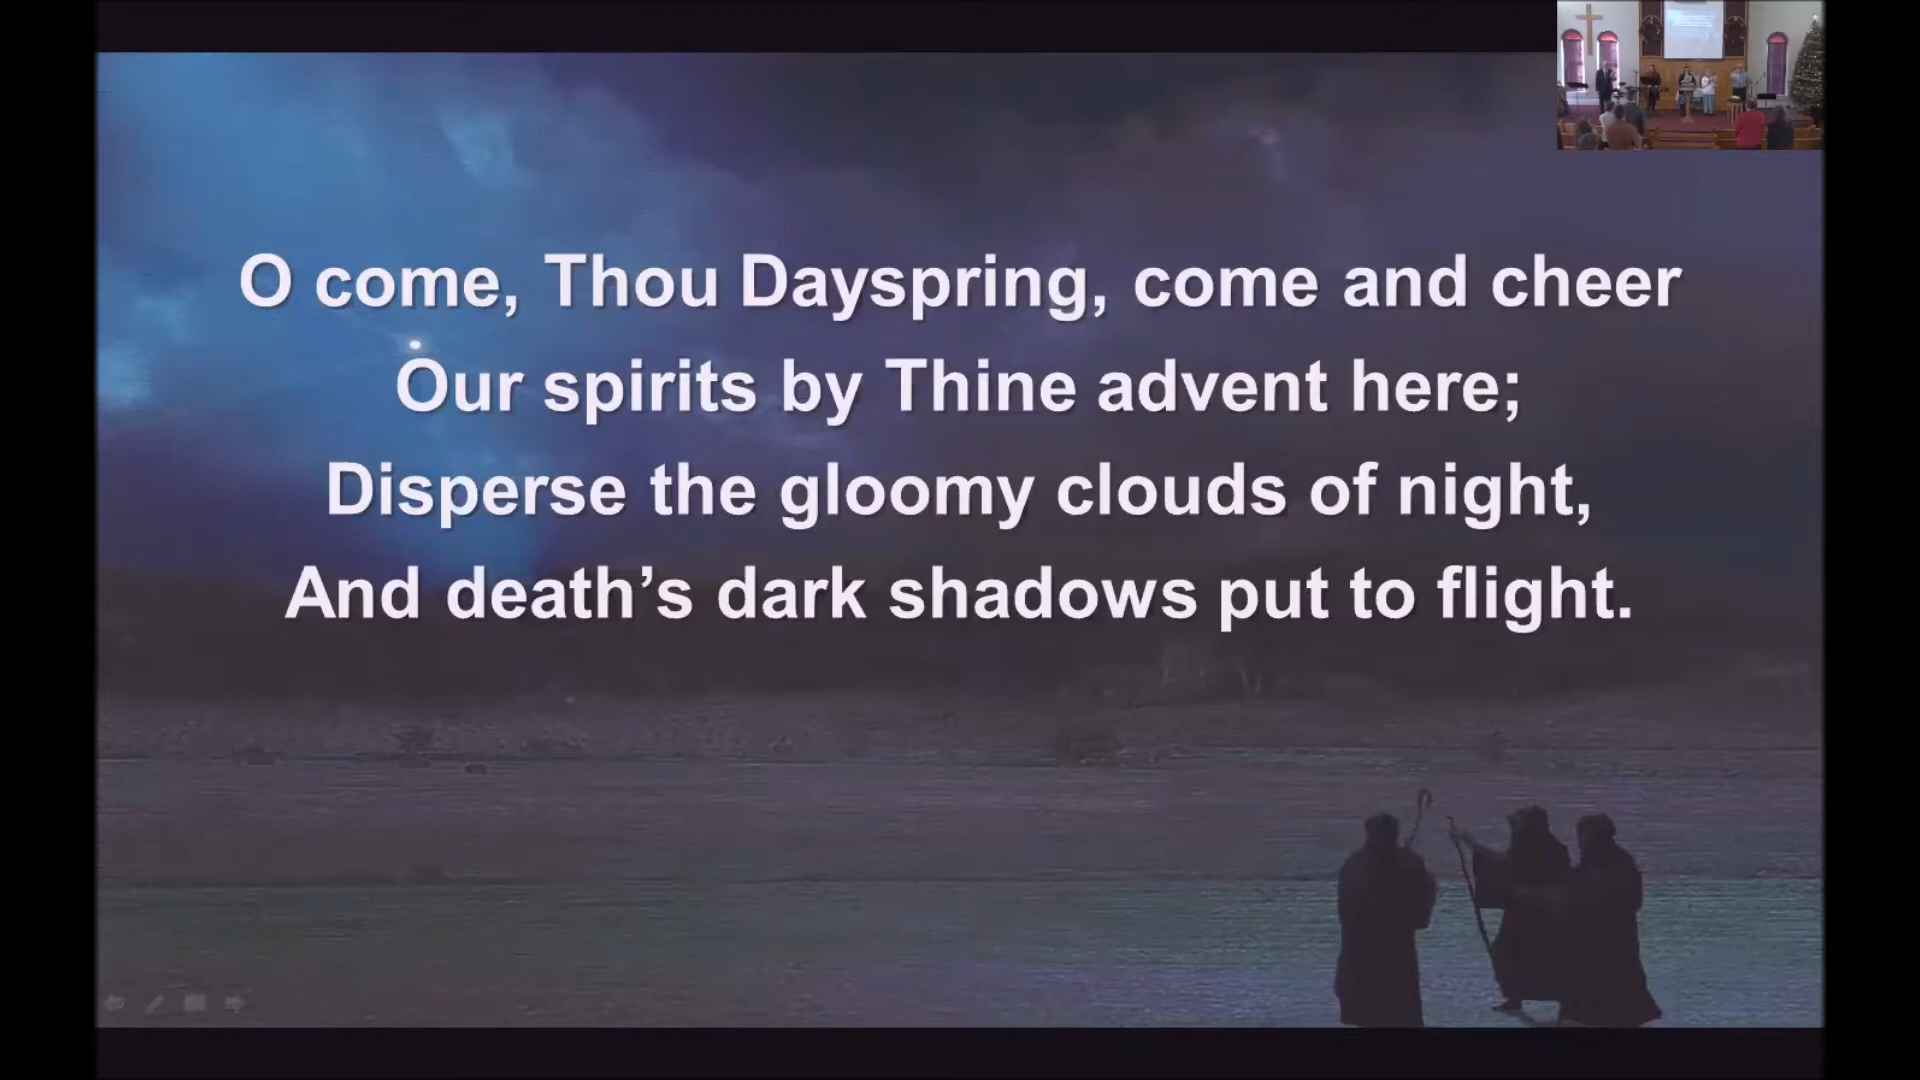 O come, Thou Dayspring, come and cheer
Our spirits by Thine advent here;
Disperse the gloomy clouds of night,
And death’s dark shadows put to flight.